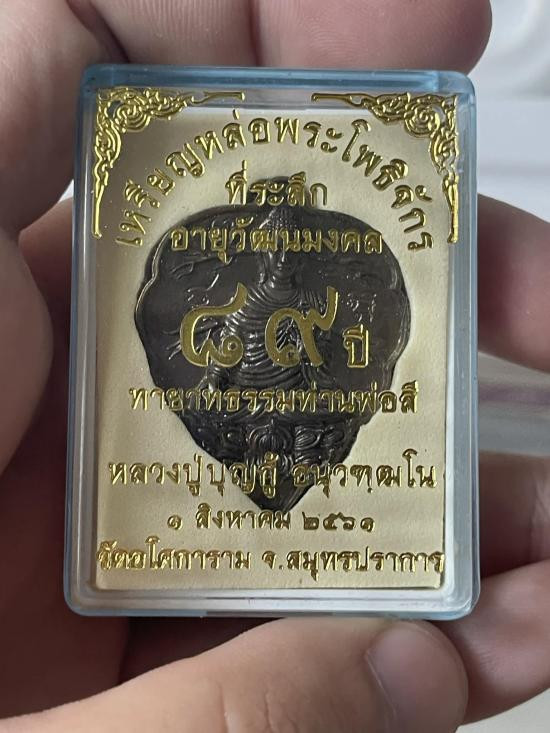 เหรียญหล่อพระโพธิจักร
ที่ระลึก
อายุวัฒนมงคล
๘๙ ปี
ทายาทธรรมท่านพ่อลี
หลวงปู่บุญกู้ อนุวฑฺฒโน
๑ สิงหาคม ๒๕๖๑
วัดอโศการาม จ.สมุทรปราการ